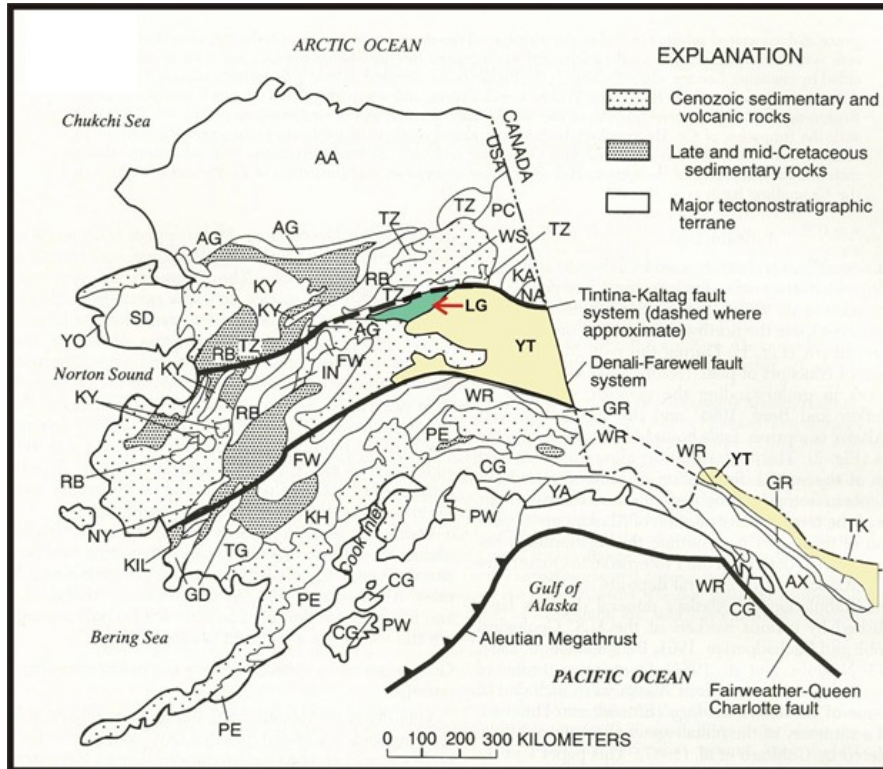 ARCTIC OCEAN
EXPLANATION
Cenozoic sedimentary and
volcanic rocks
Late and mid-Cretaceous
sedimentary rocks
Major tectonostratigraphic
terrane
Chukchi Sea
CANADA
USA
AA
TZ
TZ
PC
AG
AG
WS
TZ
KY
RB
KA
NA
SD
KY
TZ
LG
Tintina-Kaltag fault
system (dashed where
approximate)
YO
RB
TZ
AG
FW
YT
Norton Sound
KY
IN
Denali-Farewell fault
system
KY
RB
WR
GR
PE
WR
WR
YT
RB
FW
CG
GR
YA
NY
KH
PW
TK
KIL
TG
Cook Inlet
GD
WR
AX
PE
CG
Gulf of
Alaska
CG
Bering Sea
CG
PW
Aleutian Megathrust
PACIFIC OCEAN
Fairweather-Queen
Charlotte fault
PE
0 100 200 300 KILOMETERS